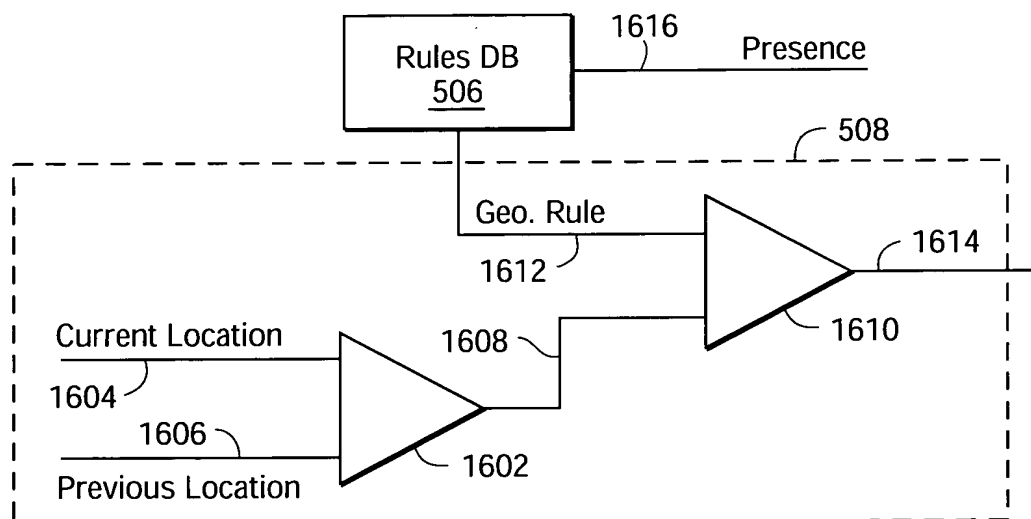 Rules DB
506
1616
Presence
508
Geo. Rule
1612
1614
1610
Current Location
1604
1608
1606
Previous Location
1602